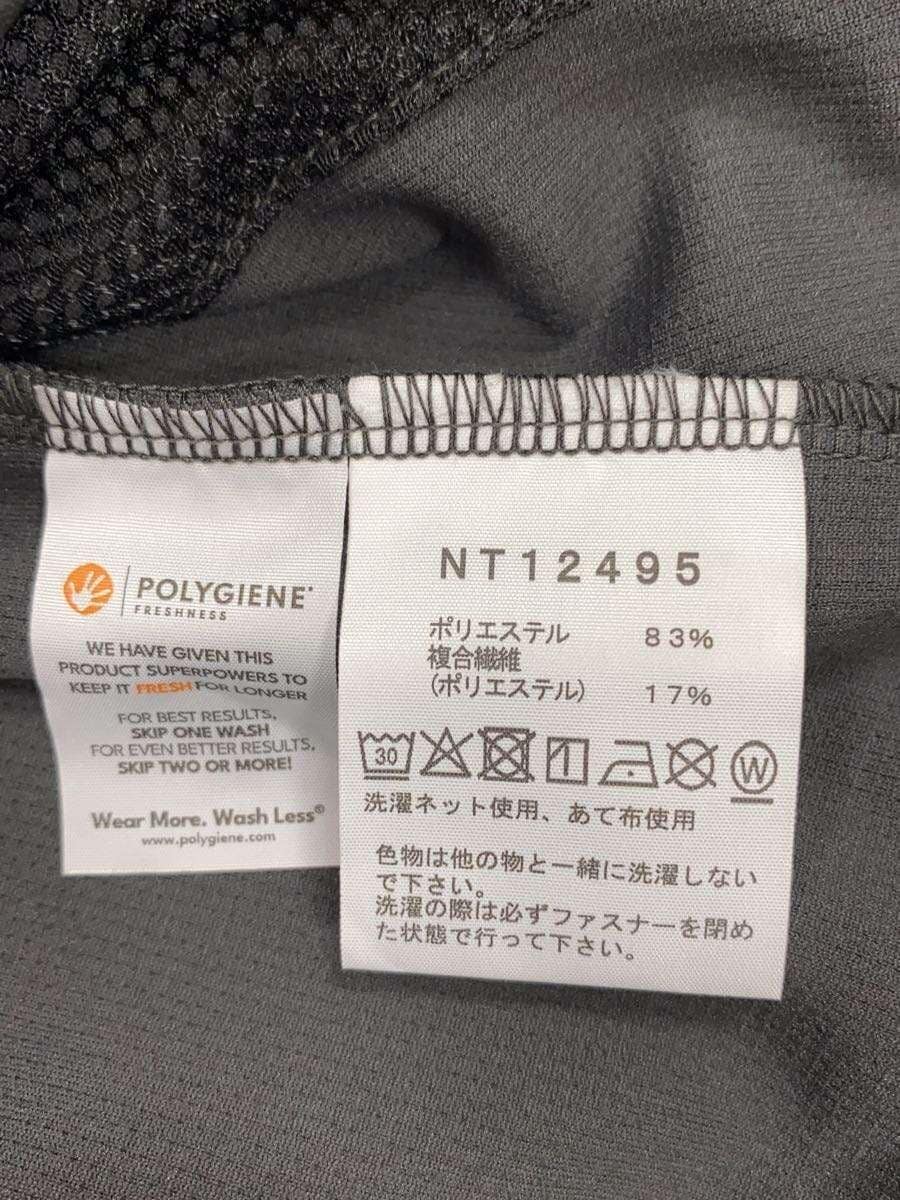 POLYGIENE®
FRESHNESS
WE HAVE GIVEN THIS
PRODUCT SUPERPOWERS TO
KEEP IT FRESH FOR LONGER
FOR BEST RESULTS,
SKIP ONE WASH
FOR EVEN BETTER RESULTS,
SKIP TWO OR MORE!
Wear More. Wash Less®
www.polygiene.com
NT12495
ポリエステル 83%
複合繊維
(ポリエステル) 17%
30 W
洗濯ネット使用、あて布使用
色物は他の物と一緒に洗濯しない
で下さい。
洗濯の際は必ずファスナーを閉め
た状態で行って下さい。